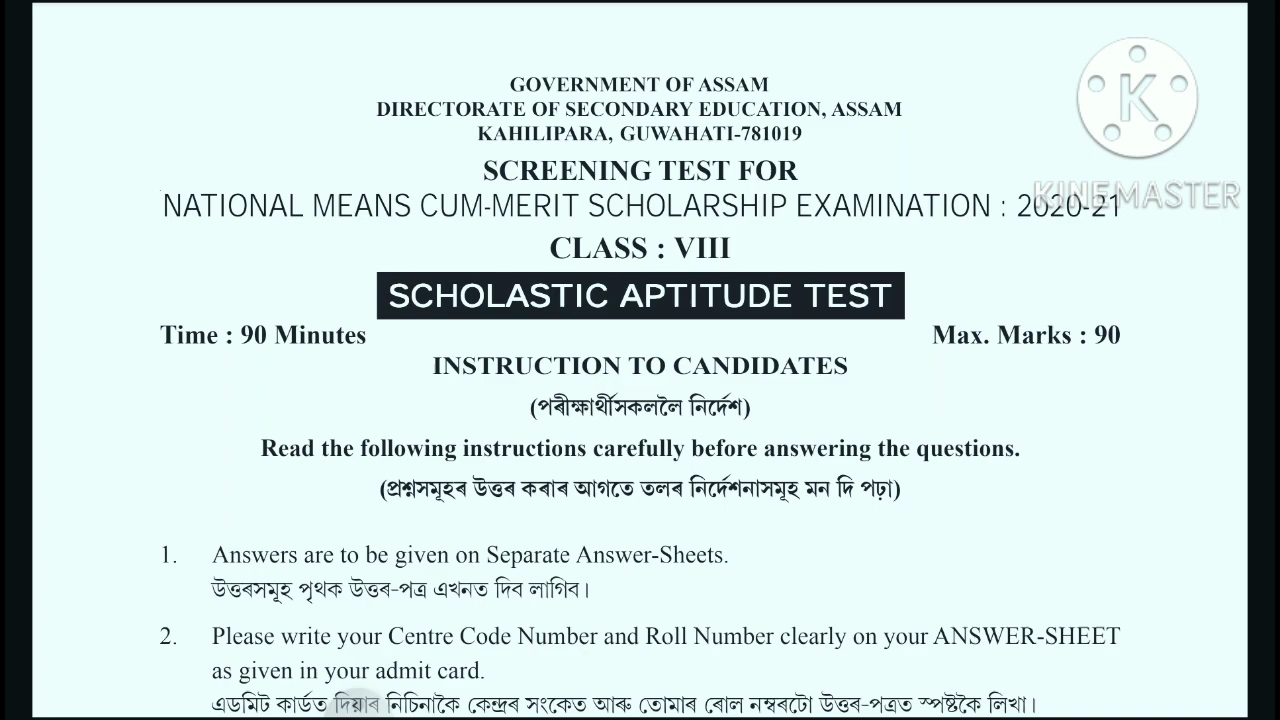 GOVERNMENT OF ASSAM
DIRECTORATE OF SECONDARY EDUCATION, ASSAM
KAHILIPARA, GUWAHATI-781019
SCREENING TEST FOR
NATIONAL MEANS CUM-MERIT SCHOLARSHIP EXAMINATION : 2020-21
CLASS : VIII
SCHOLASTIC APTITUDE TEST
Time : 90 Minutes Max. Marks : 90
INSTRUCTION TO CANDIDATES
(পৰীক্ষাৰ্থীসকললৈ নিৰ্দেশ)
Read the following instructions carefully before answering the questions.
(প্ৰশ্নসমূহৰ উত্তৰ কৰাৰ আগতে তলৰ নিৰ্দেশনাসমূহ মন দি পঢ়া)
1. Answers are to be given on Separate Answer-Sheets.
উত্তৰসমূহ পৃথক উত্তৰ-পত্ৰ এখনত দিব লাগিব।
2. Please write your Centre Code Number and Roll Number clearly on your ANSWER-SHEET
as given in your admit card.
এডমিট কাৰ্ডত দিয়াৰ নিচিনাকৈ কেন্দ্ৰৰ সংকেত আৰু তোমাৰ ৰোল নম্বৰটো উত্তৰ-পত্ৰত স্পষ্টকৈ লিখা।
K
KINEMASTER